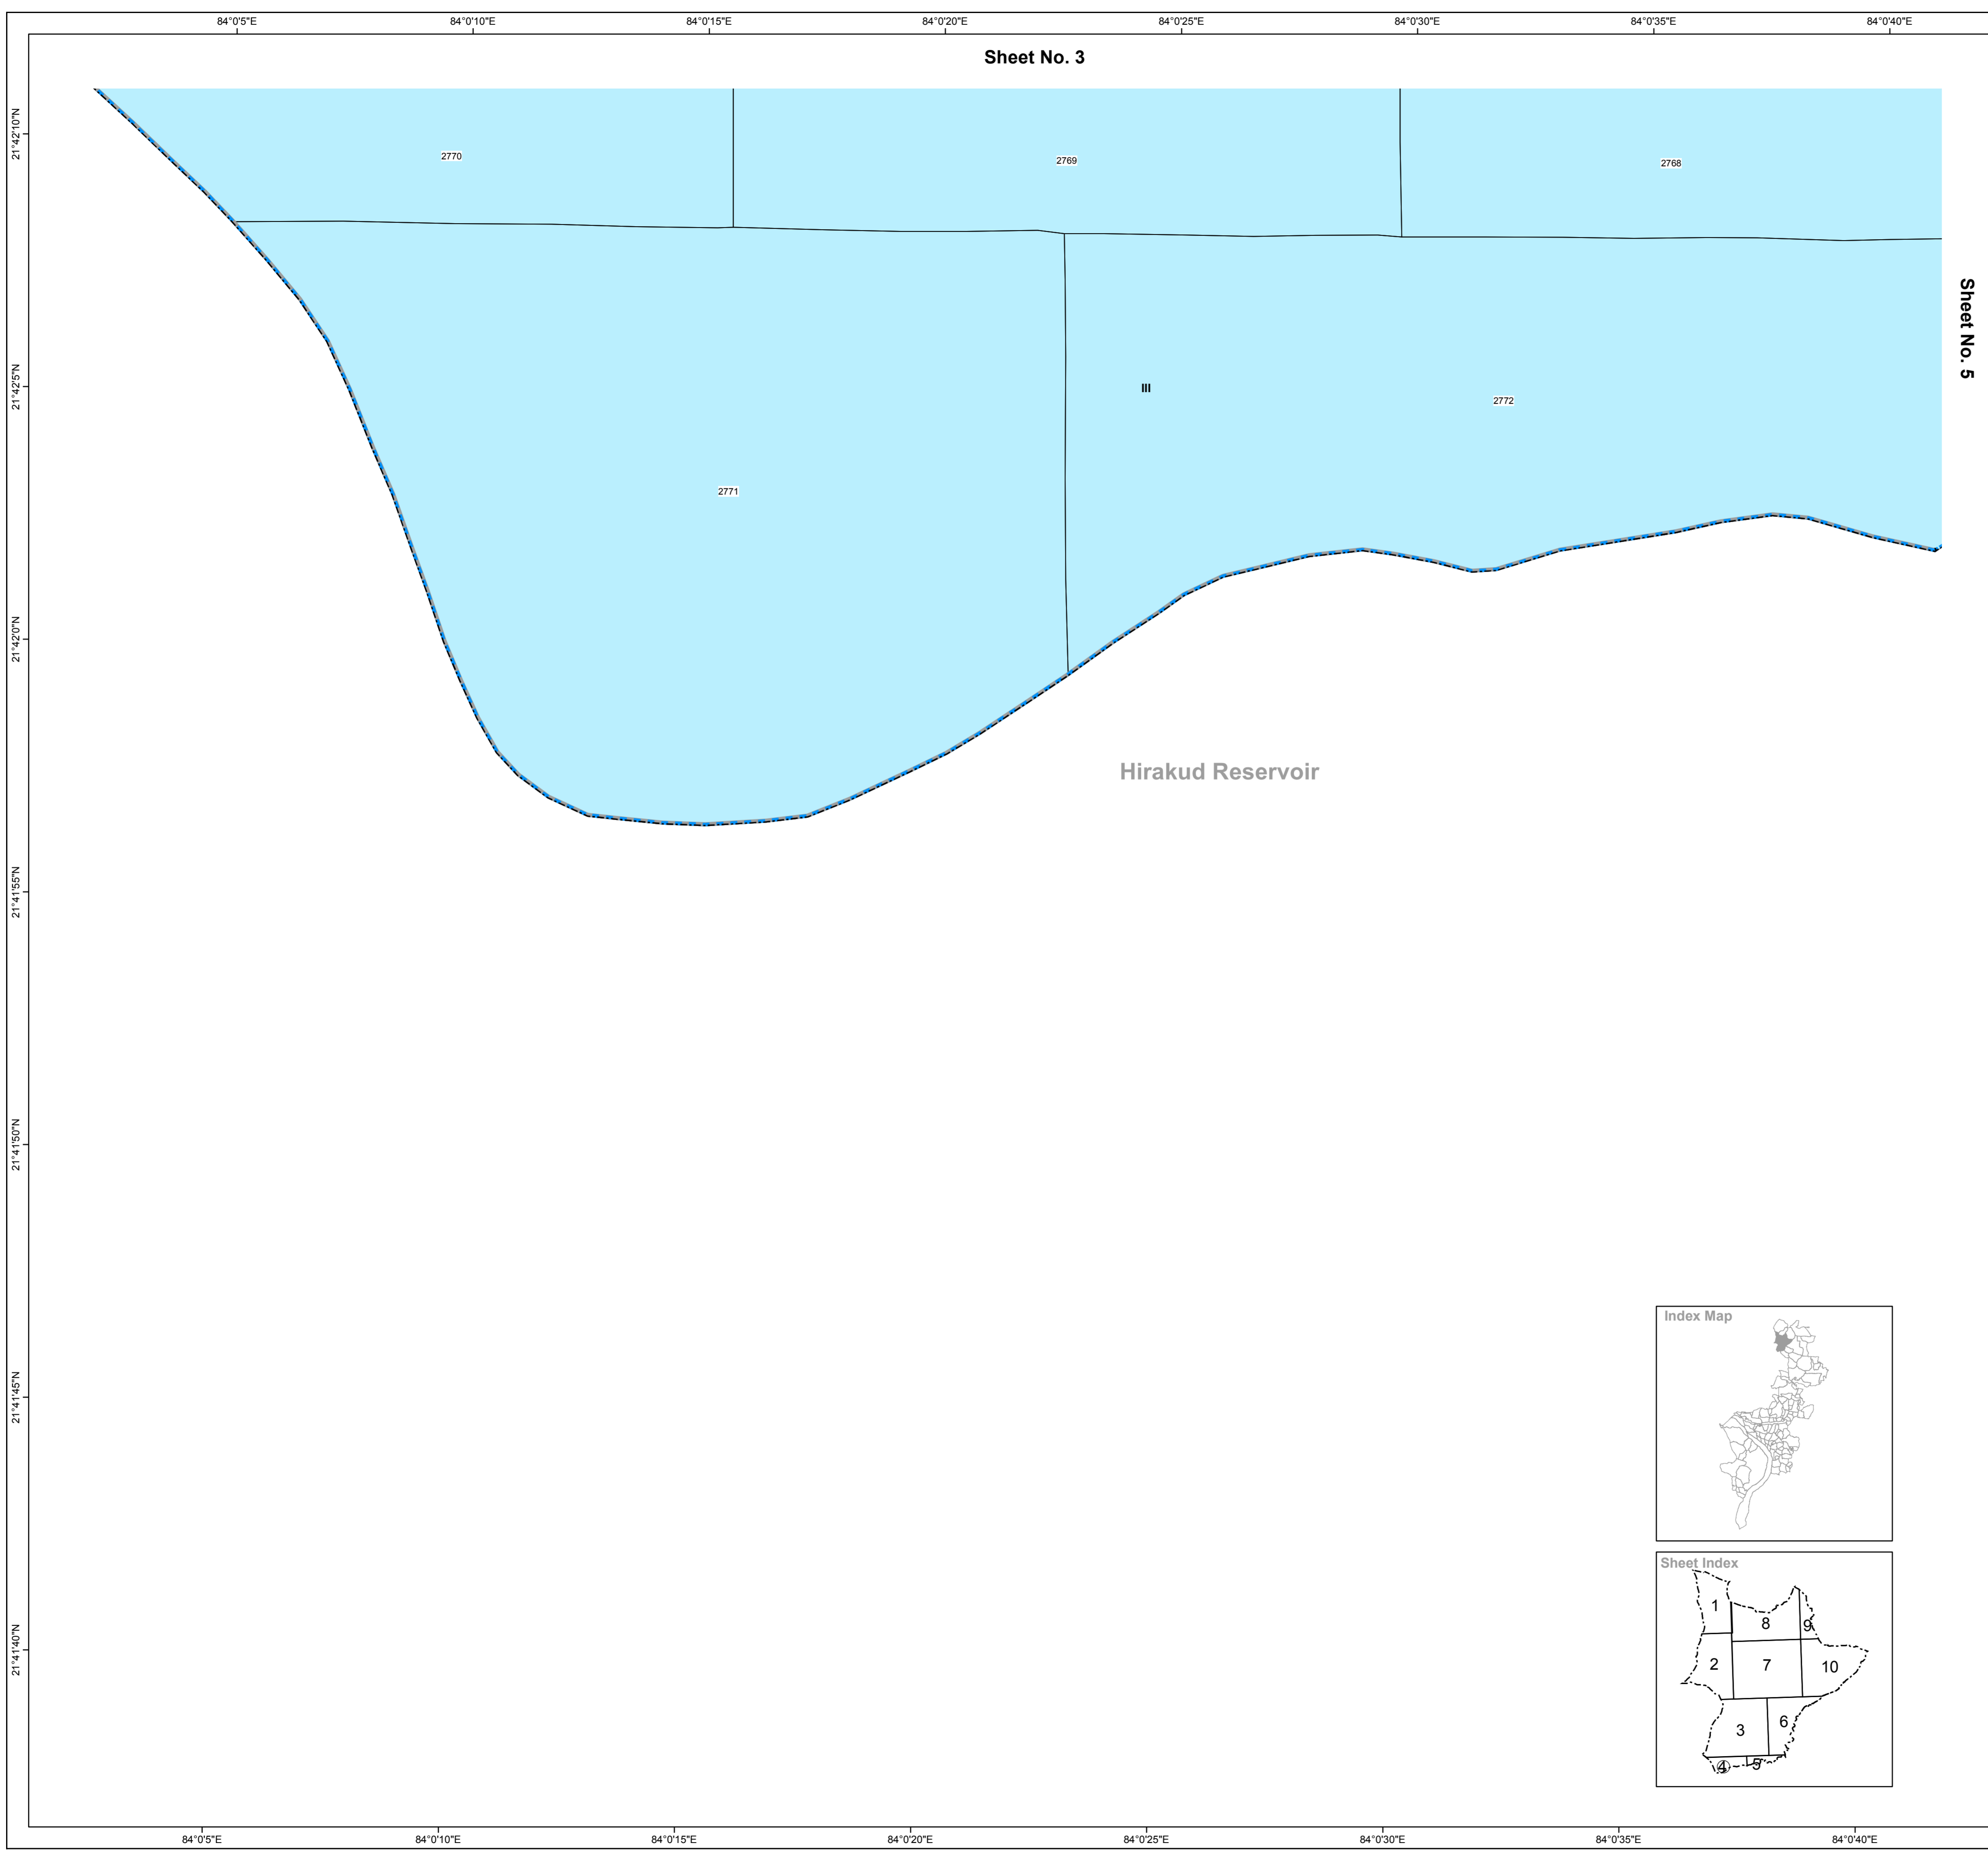 84°0'5"E 84°0'10"E 84°0'15"E 84°0'20"E 84°0'25"E 84°0'30"E 84°0'35"E 84°0'40"E
Sheet No. 3
21°42'10"N
2770
2769
2768
Sheet No. 5
21°42'5"N
III
2772
2771
21°42'0"N
Hirakud Reservoir
21°41'55"N
21°41'50"N
Index Map
21°41'45"N
Sheet Index
1
8
9
21°41'40"N
2
7
10
6
3
4
5
84°0'5"E 84°0'10"E 84°0'15"E 84°0'20"E 84°0'25"E 84°0'30"E 84°0'35"E 84°0'40"E